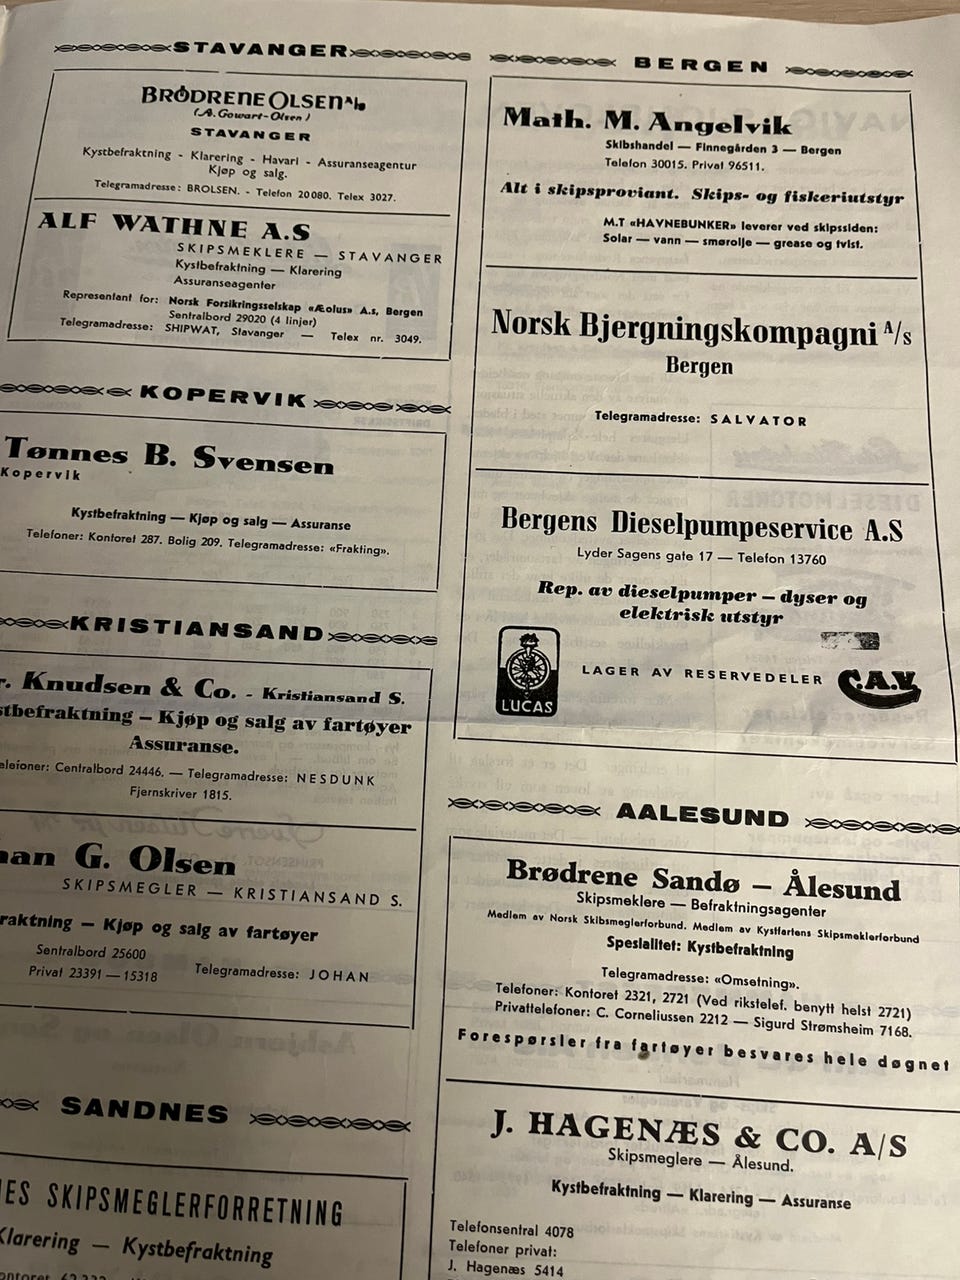 STAVANGER
BRØDRENE OLSEN A/S
(A. Gowart-Olsen)
STAVANGER
Kystbefraktning - Klarering - Havari - Assuranseagentur
Kjøp og salg.
Telegramadresse: BROLSEN. - Telefon 20080. Telex 3027.
ALF WATHNE A.S
SKIPSMEKLERE — STAVANGER
Kystbefraktning — Klarering
Assuranseagenter
Representant for: Norsk Forsikringsselskap «Æolus» A.s, Bergen
Sentralbord 29020 (4 linjer)
Telegramadresse: SHIPWAT, Stavanger — Telex nr. 3049.
KOPERVIK
Tønnes B. Svensen
Kopervik
Kystbefraktning — Kjøp og salg — Assuranse
Telefoner: Kontoret 287. Bolig 209. Telegramadresse: «Frakting».
KRISTIANSAND
r. Knudsen & Co. - Kristiansand S.
stbefraktning — Kjøp og salg av fartøyer
Assuranse.
elefoner: Centralbord 24446. — Telegramadresse: NESDUNK
Fjernskriver 1815.
han G. Olsen
SKIPSMEGLER — KRISTIANSAND S.
raktning — Kjøp og salg av fartøyer
Sentralbord 25600
Privat 23391 — 15318
Telegramadresse: JOHAN
SANDNES
NES SKIPSMEGLERFORRETNING
Klarering — Kystbefraktning
BERGEN
Math. M. Angelvik
Skibshandel — Finnegården 3 — Bergen
Telefon 30015. Privat 96511.
Alt i skipsproviant. Skips- og fiskeriutstyr
M.T «HAVNEBUNKER» leverer ved skipssiden:
Solar — vann — smørolje — grease og tvist.
Norsk Bjergningskompagni A/s
Bergen
Telegramadresse: SALVATOR
Bergens Dieselpumpeservice A.S
Lyder Sagens gate 17 — Telefon 13760
Rep. av dieselpumper — dyser og
elektrisk utstyr
LUCAS
LAGER AV RESERVEDELER
C.A.V.
AALESUND
Brødrene Sandø — Ålesund
Skipsmeklere — Befraktningsagenter
Medlem av Norsk Skibsmeglerforbund. Medlem av Kystfartens Skipsmeklerforbund
Spesialitet: Kystbefraktning
Telegramadresse: «Omsetning».
Telefoner: Kontoret 2321, 2721 (Ved rikstelef. benytt helst 2721)
Privattelefoner: C. Corneliussen 2212 — Sigurd Strømsheim 7168.
Forespørsler fra fartøyer besvares hele døgnet
J. HAGENÆS & CO. A/S
Skipsmeglere — Ålesund.
Kystbefraktning — Klarering — Assuranse
Telefonsentral 4078
Telefoner privat:
J. Hagenæs 5414